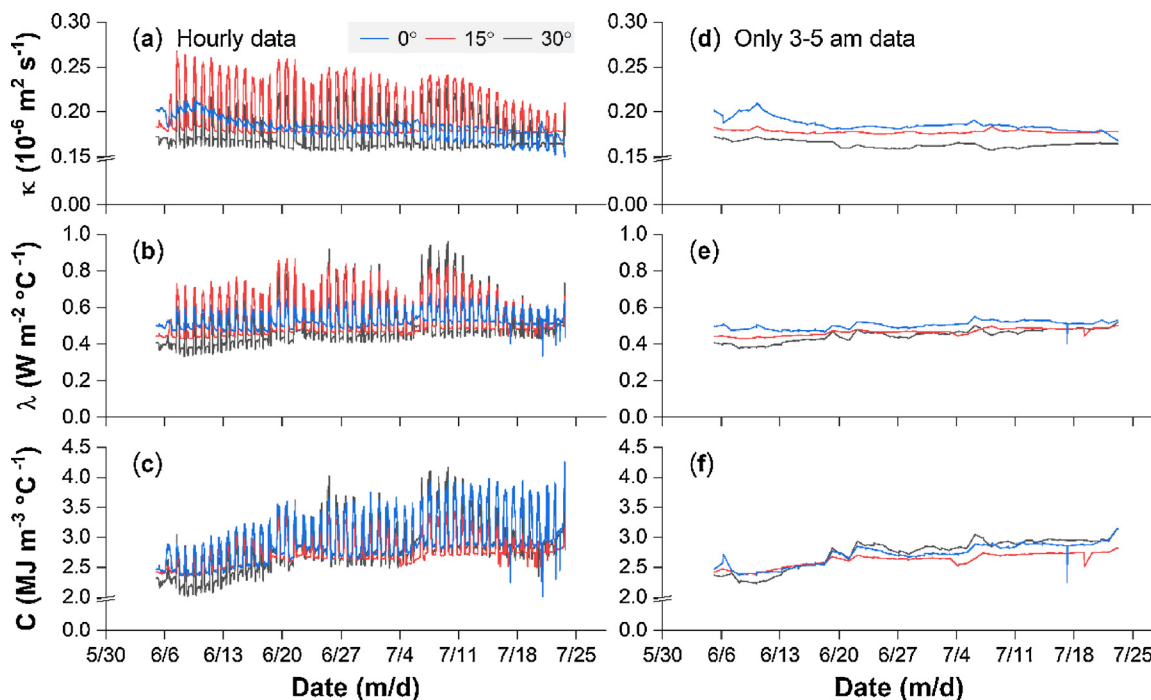 (a) Hourly data
0° 15° 30°
(d) Only 3-5 am data
κ (10⁻⁶ m² s⁻¹)
0.30
0.25
0.20
0.15
0.00
0.30
0.25
0.20
0.15
0.00
(b)
(e)
λ (W m⁻² °C⁻¹)
1.0
0.8
0.6
0.4
0.2
0.0
1.0
0.8
0.6
0.4
0.2
0.0
(c)
(f)
C (MJ m⁻³ °C⁻¹)
4.5
4.0
3.5
3.0
2.5
2.0
0.0
4.5
4.0
3.5
3.0
2.5
2.0
0.0
5/30 6/6 6/13 6/20 6/27 7/4 7/11 7/18 7/25
5/30 6/6 6/13 6/20 6/27 7/4 7/11 7/18 7/25
Date (m/d)
Date (m/d)